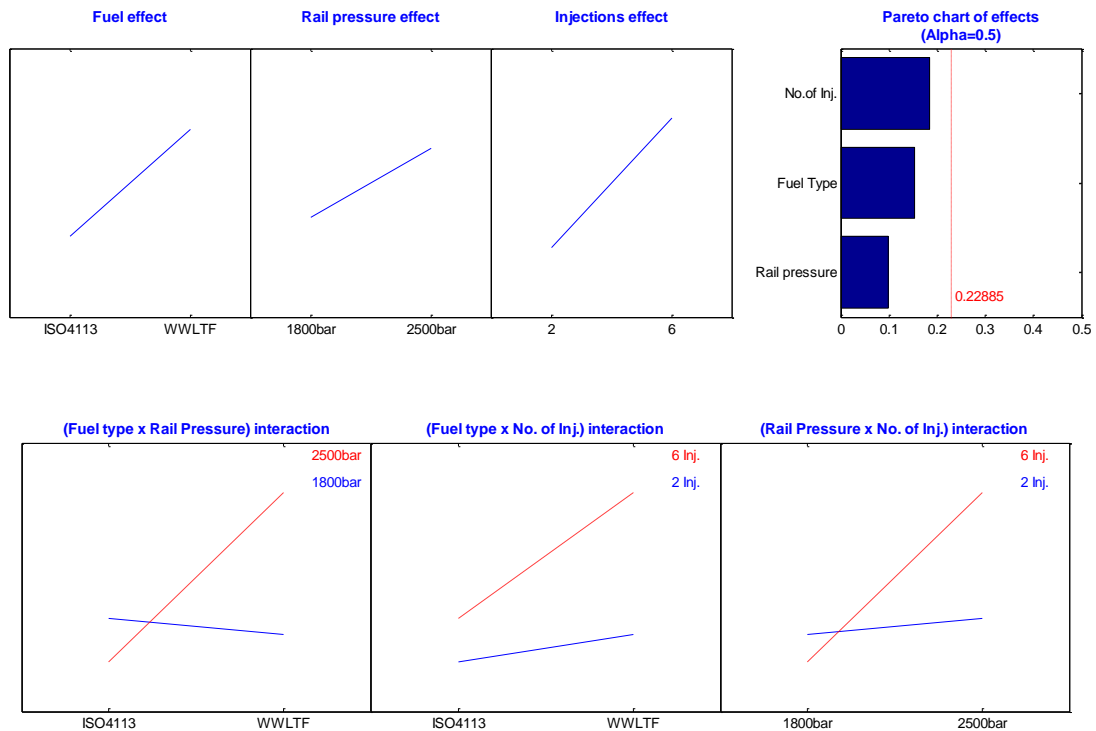 Fuel effect
Rail pressure effect
Injections effect
Pareto chart of effects
(Alpha=0.5)
No.of Inj.
Fuel Type
Rail pressure
0.22885
ISO4113 WWLTF
1800bar 2500bar
2 6
0 0.1 0.2 0.3 0.4 0.5
(Fuel type x Rail Pressure) interaction
2500bar
1800bar
ISO4113 WWLTF
(Fuel type x No. of Inj.) interaction
6 Inj.
2 Inj.
ISO4113 WWLTF
(Rail Pressure x No. of Inj.) interaction
6 Inj.
2 Inj.
1800bar 2500bar